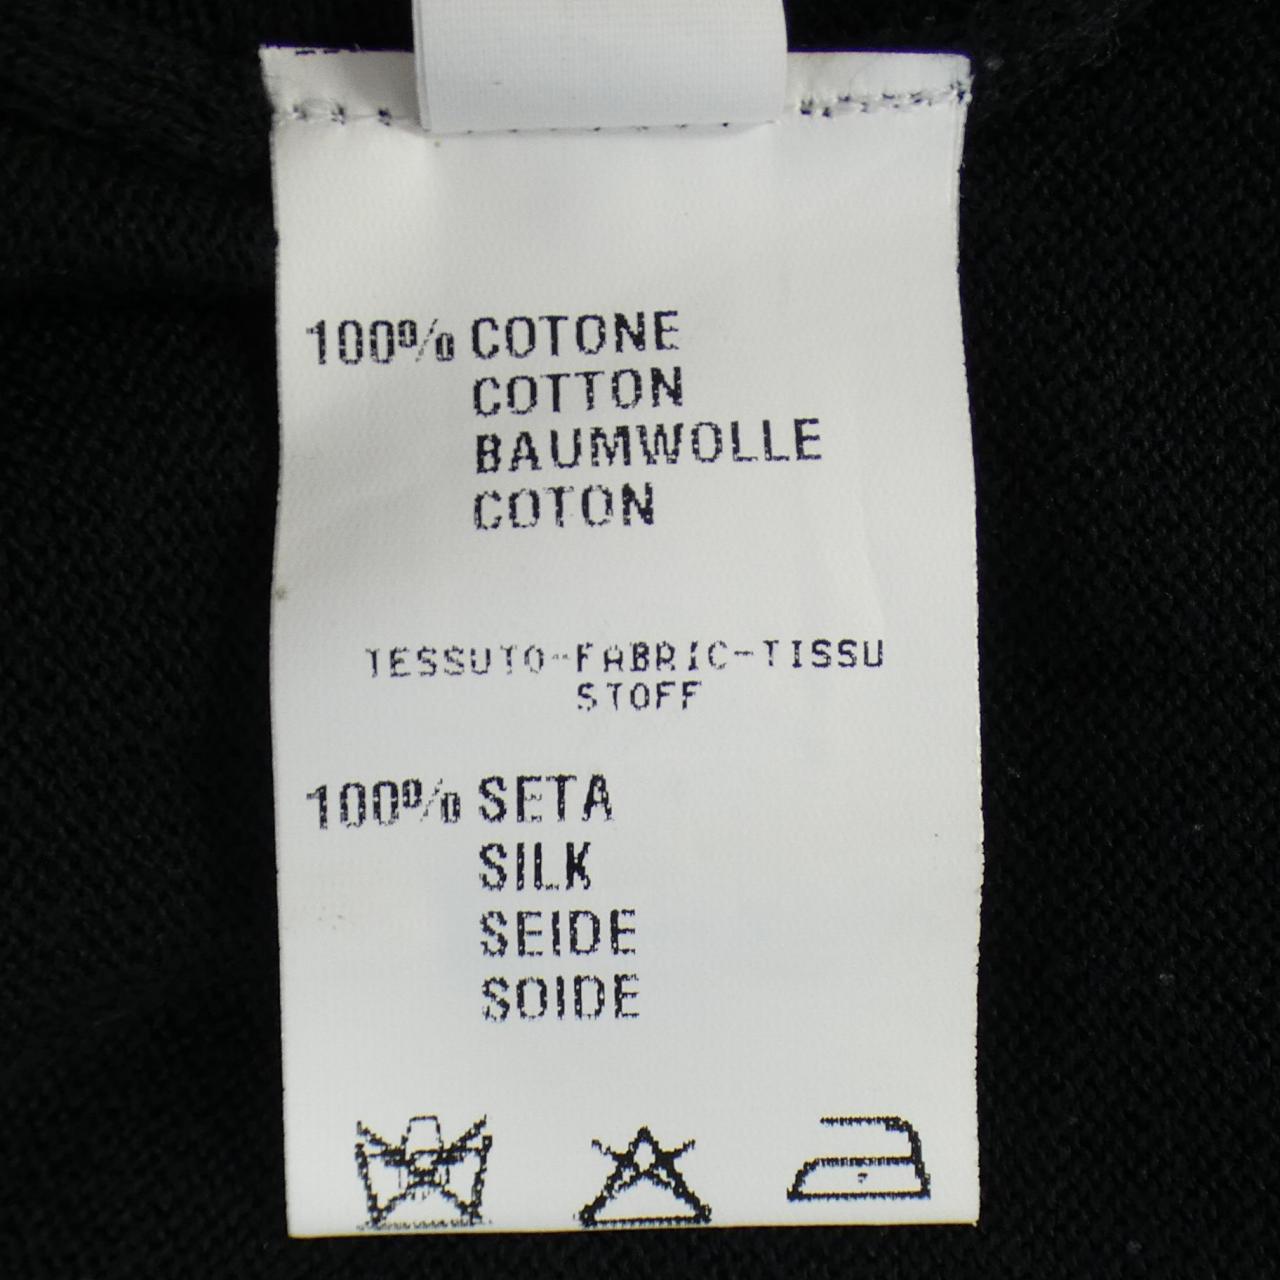 100% COTONE
COTTON
BAUMWOLLE
COTON
TESSUTO-FABRIC-TISSU
STOFF
100% SETA
SILK
SEIDE
SOIDE